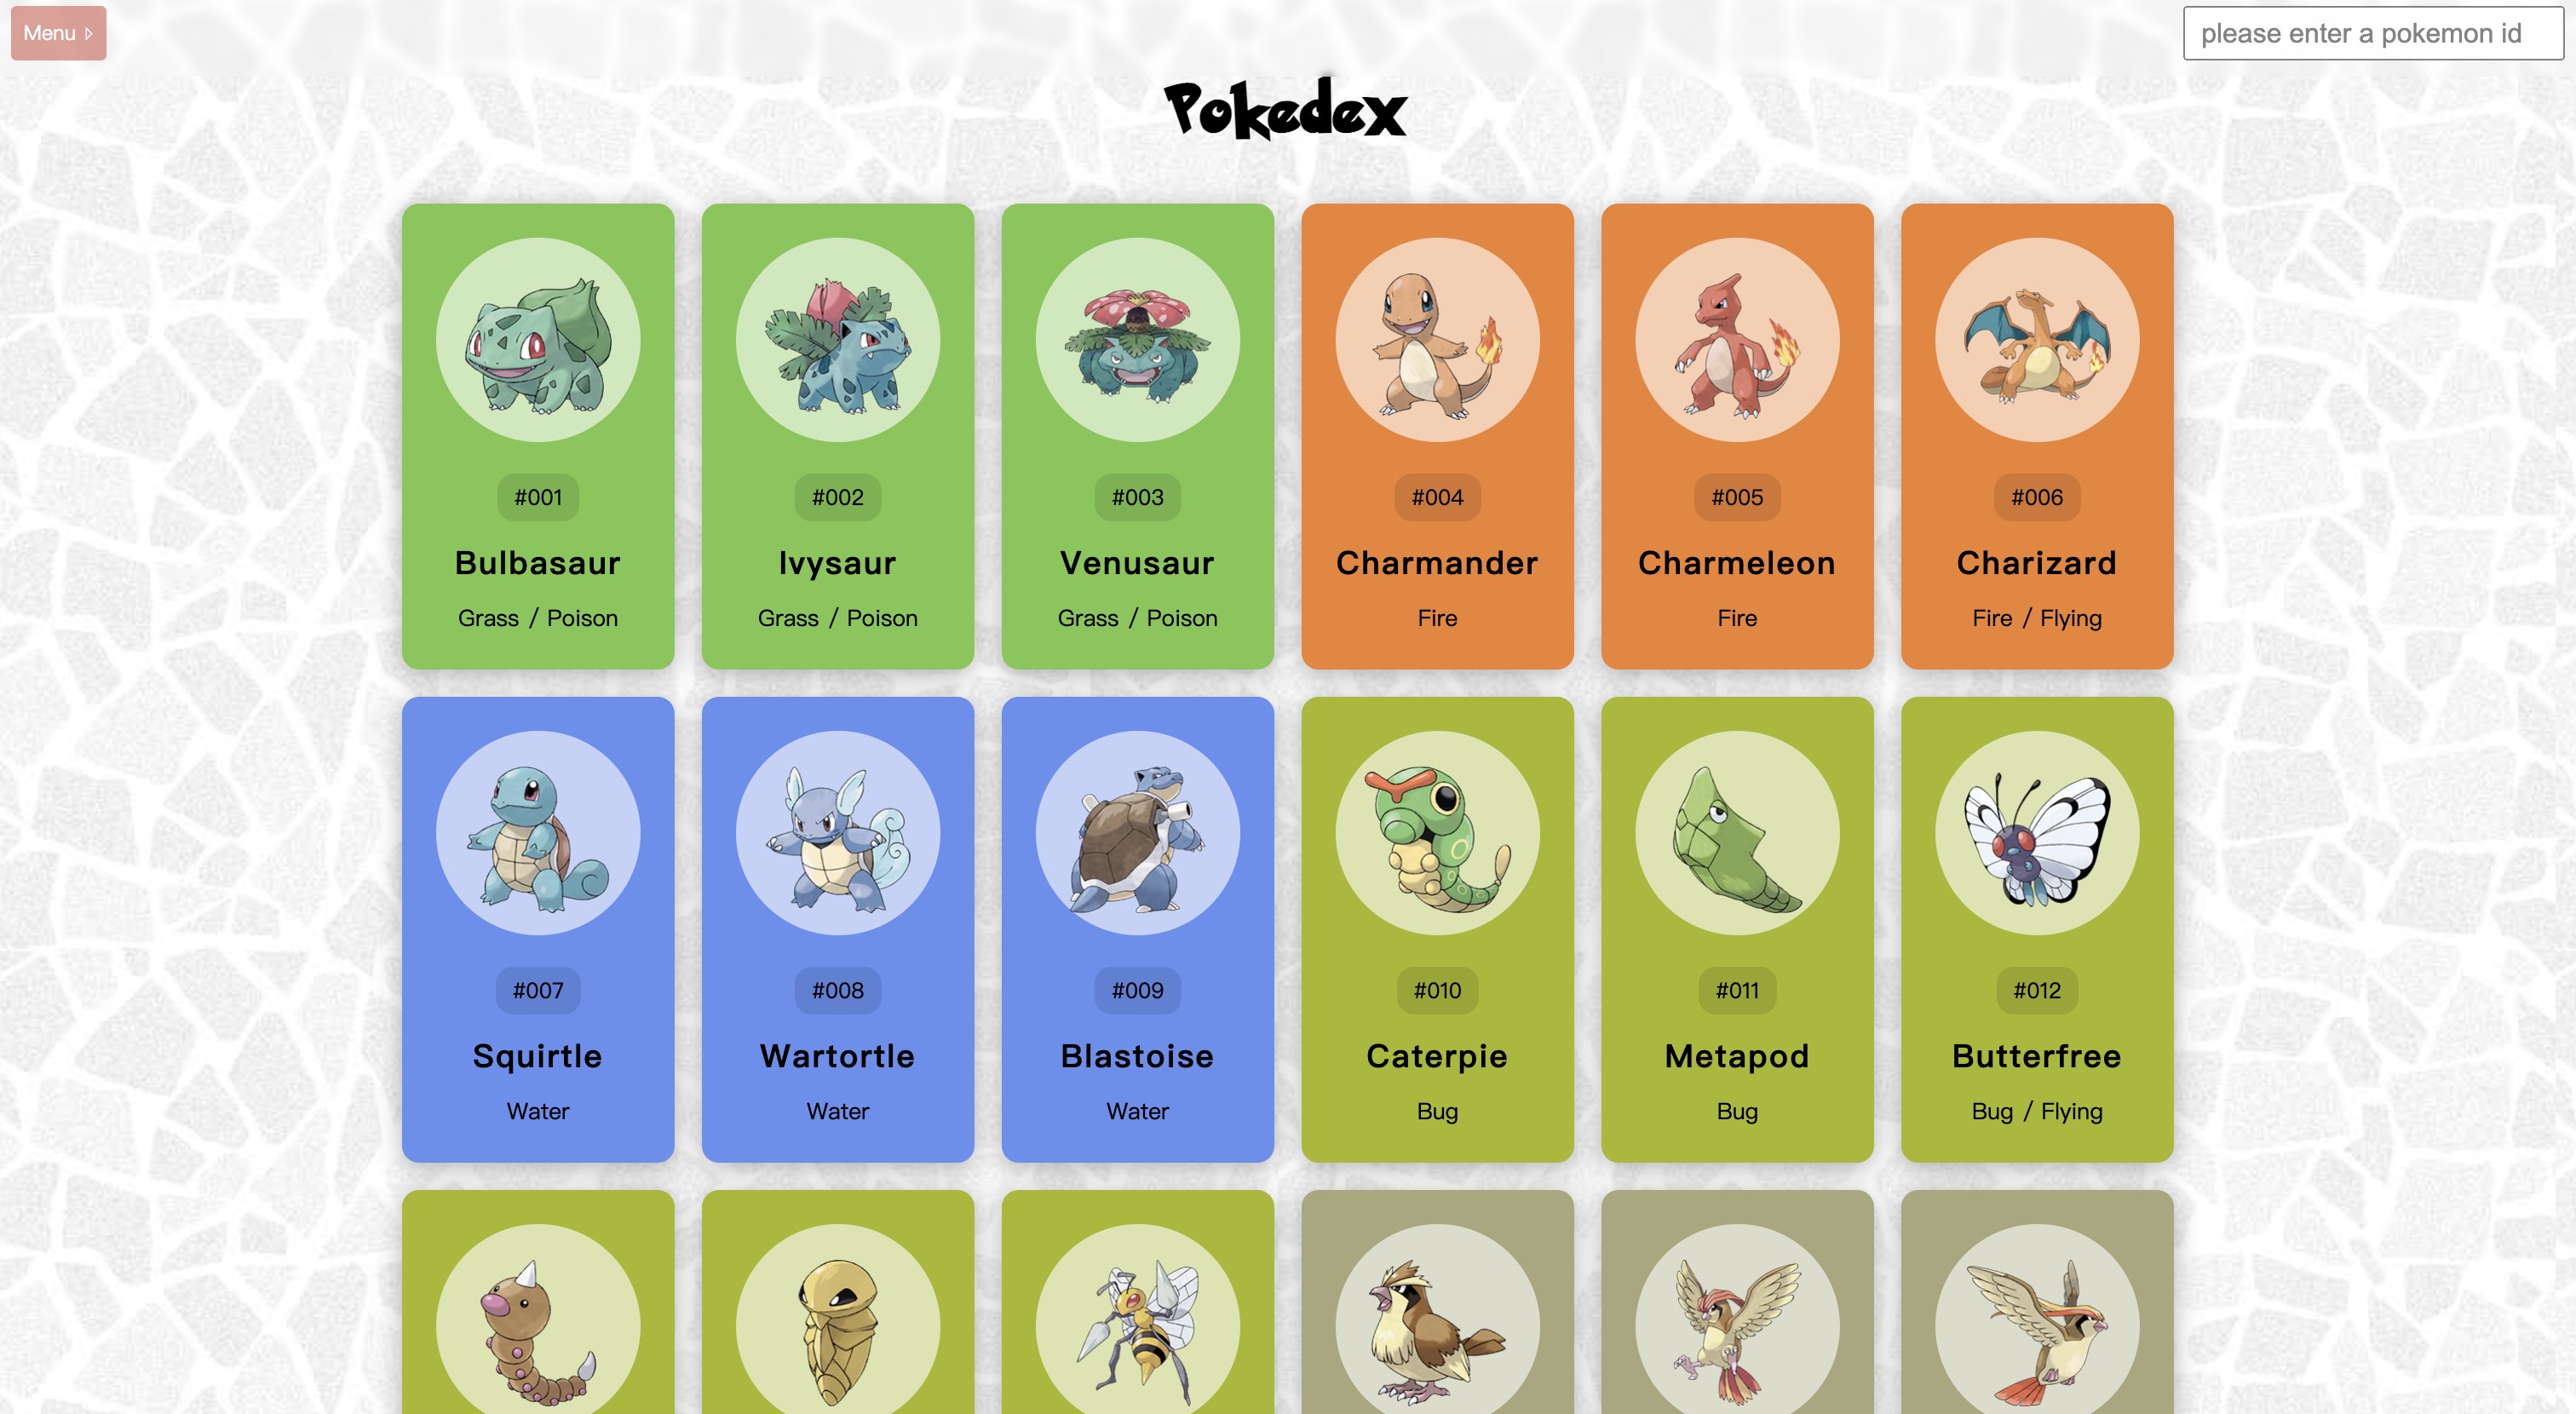 Menu
please enter a pokemon id
Pokedex
#001
Bulbasaur
Grass / Poison
#002
Ivysaur
Grass / Poison
#003
Venusaur
Grass / Poison
#004
Charmander
Fire
#005
Charmeleon
Fire
#006
Charizard
Fire / Flying
#007
Squirtle
Water
#008
Wartortle
Water
#009
Blastoise
Water
#010
Caterpie
Bug
#011
Metapod
Bug
#012
Butterfree
Bug / Flying